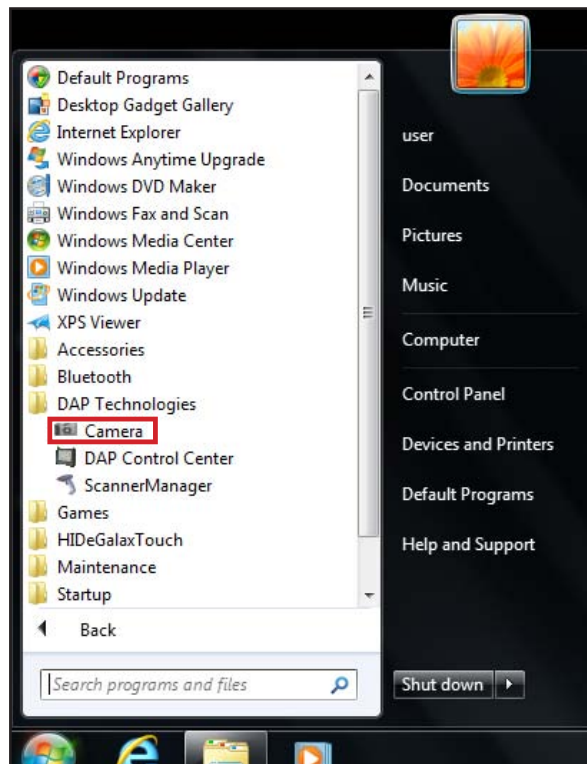 Default Programs
Desktop Gadget Gallery
Internet Explorer
Windows Anytime Upgrade
Windows DVD Maker
Windows Fax and Scan
Windows Media Center
Windows Media Player
Windows Update
XPS Viewer
Accessories
Bluetooth
DAP Technologies
Camera
DAP Control Center
ScannerManager
Games
HIDeGalaxTouch
Maintenance
Startup
Back
Search programs and files
user
Documents
Pictures
Music
Computer
Control Panel
Devices and Printers
Default Programs
Help and Support
Shut down